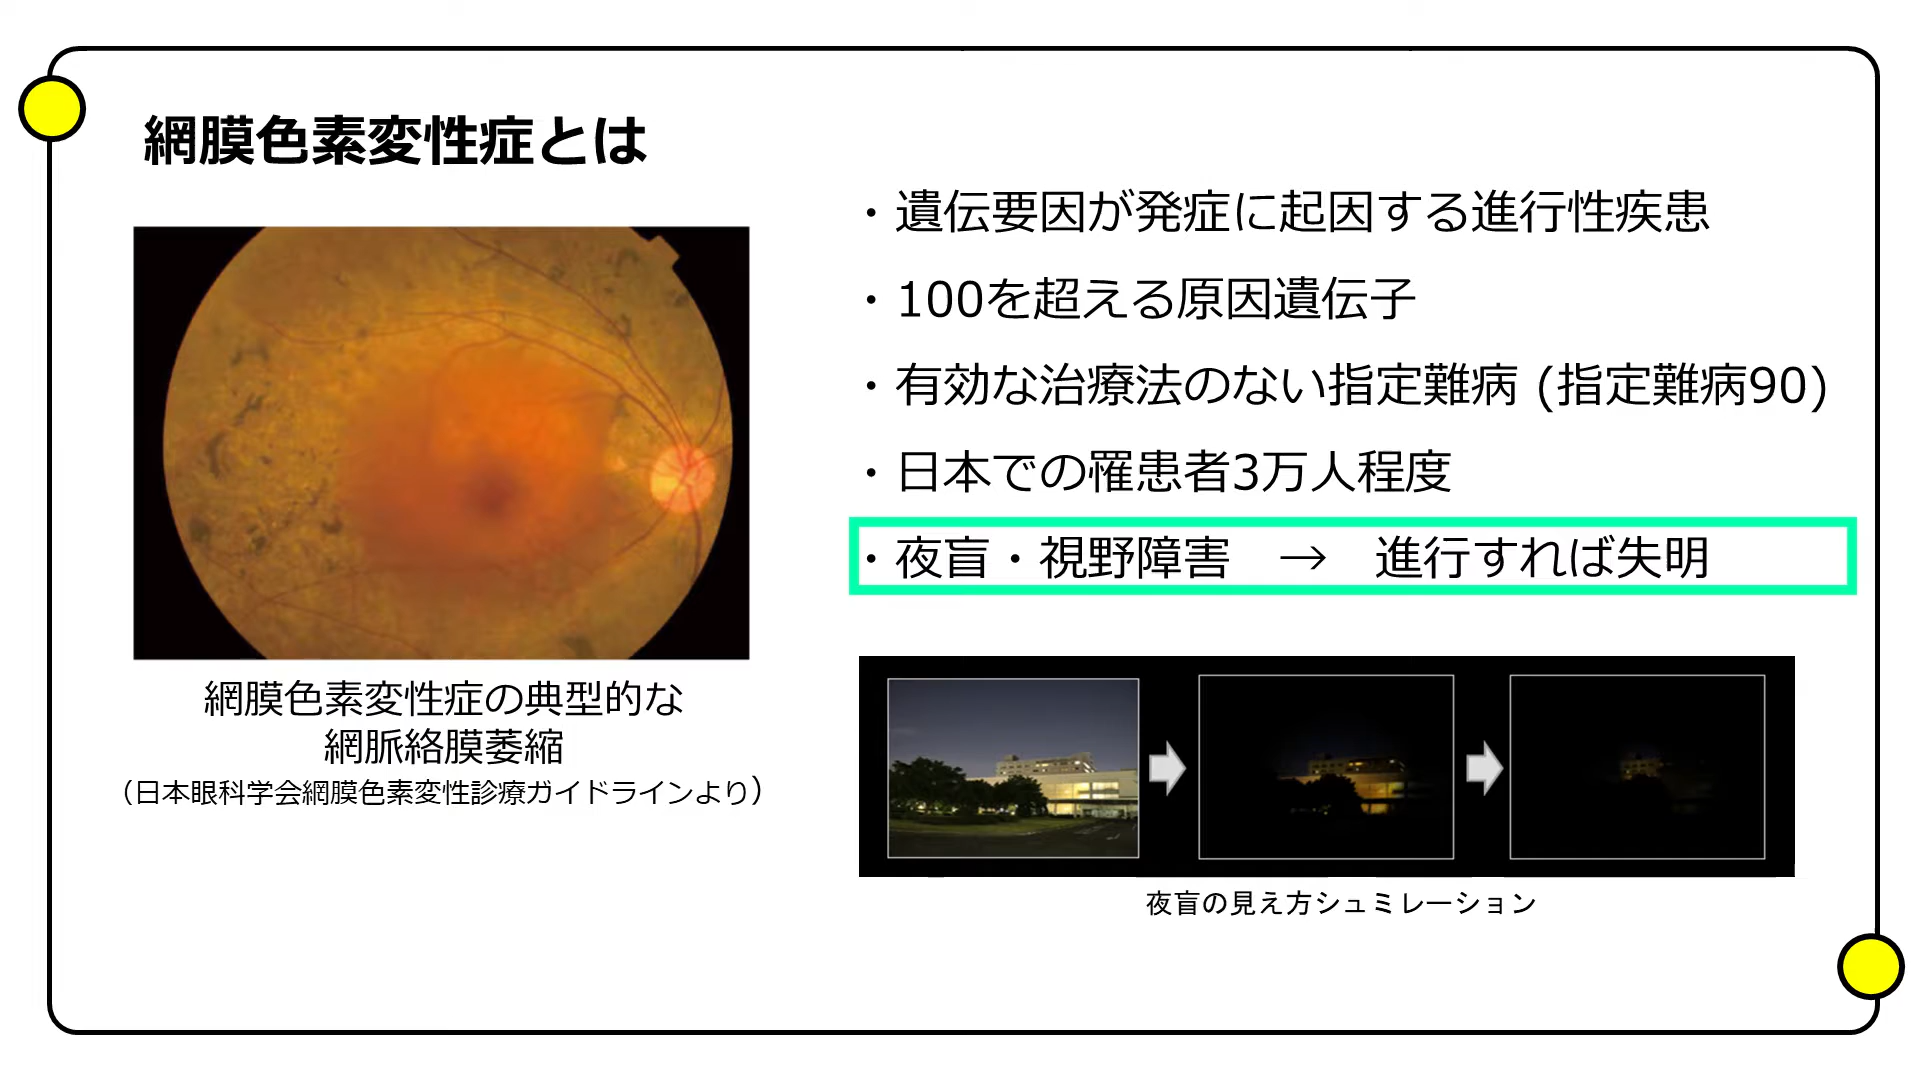 網膜色素変性症とは
・遺伝要因が発症に起因する進行性疾患
・100を超える原因遺伝子
・有効な治療法のない指定難病 (指定難病90)
・日本での罹患者3万人程度
・夜盲・視野障害　→　進行すれば失明
網膜色素変性症の典型的な
網脈絡膜萎縮
（日本眼科学会網膜色素変性診療ガイドラインより）
夜盲の見え方シュミレーション